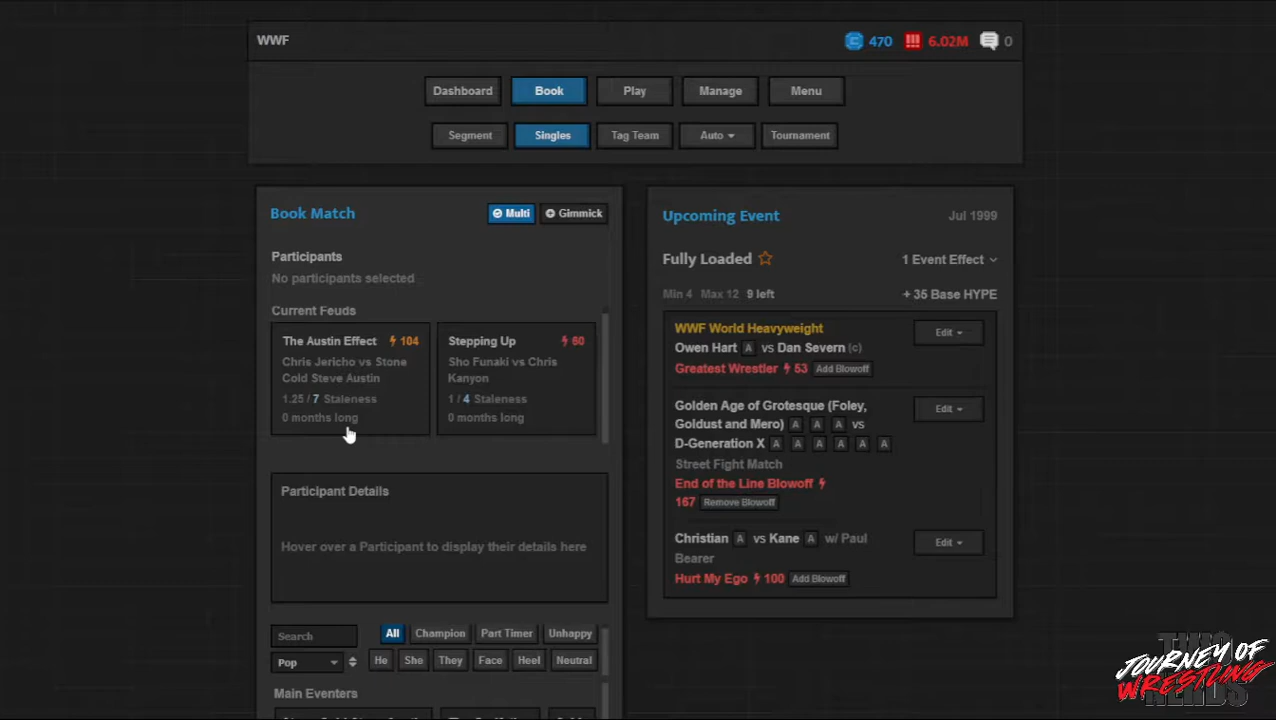 WWF
470
6.02M
0
Dashboard
Book
Play
Manage
Menu
Segment
Singles
Tag Team
Auto
Tournament
Book Match
Multi
Gimmick
Participants
No participants selected
Current Feuds
The Austin Effect 104
Chris Jericho vs Stone
Cold Steve Austin
1.25 / 7 Staleness
0 months long
Stepping Up 60
Sho Funaki vs Chris
Kanyon
1 / 4 Staleness
0 months long
Participant Details
Hover over a Participant to display their details here
Search
All
Champion
Part Timer
Unhappy
Pop
He
She
They
Face
Heel
Neutral
Main Eventers
Upcoming Event
Jul 1999
Fully Loaded
1 Event Effect
Min 4 Max 12 9 left
+ 35 Base HYPE
WWF World Heavyweight
Edit
Owen Hart A vs Dan Severn (c)
Greatest Wrestler 53 Add Blowoff
Golden Age of Grotesque (Foley,
Edit
Goldust and Mero) A A A vs
D-Generation X A A A A A
Street Fight Match
End of the Line Blowoff
167 Remove Blowoff
Christian A vs Kane A w/ Paul
Edit
Bearer
Hurt My Ego 100 Add Blowoff
JOURNEY OF
WRESTLING